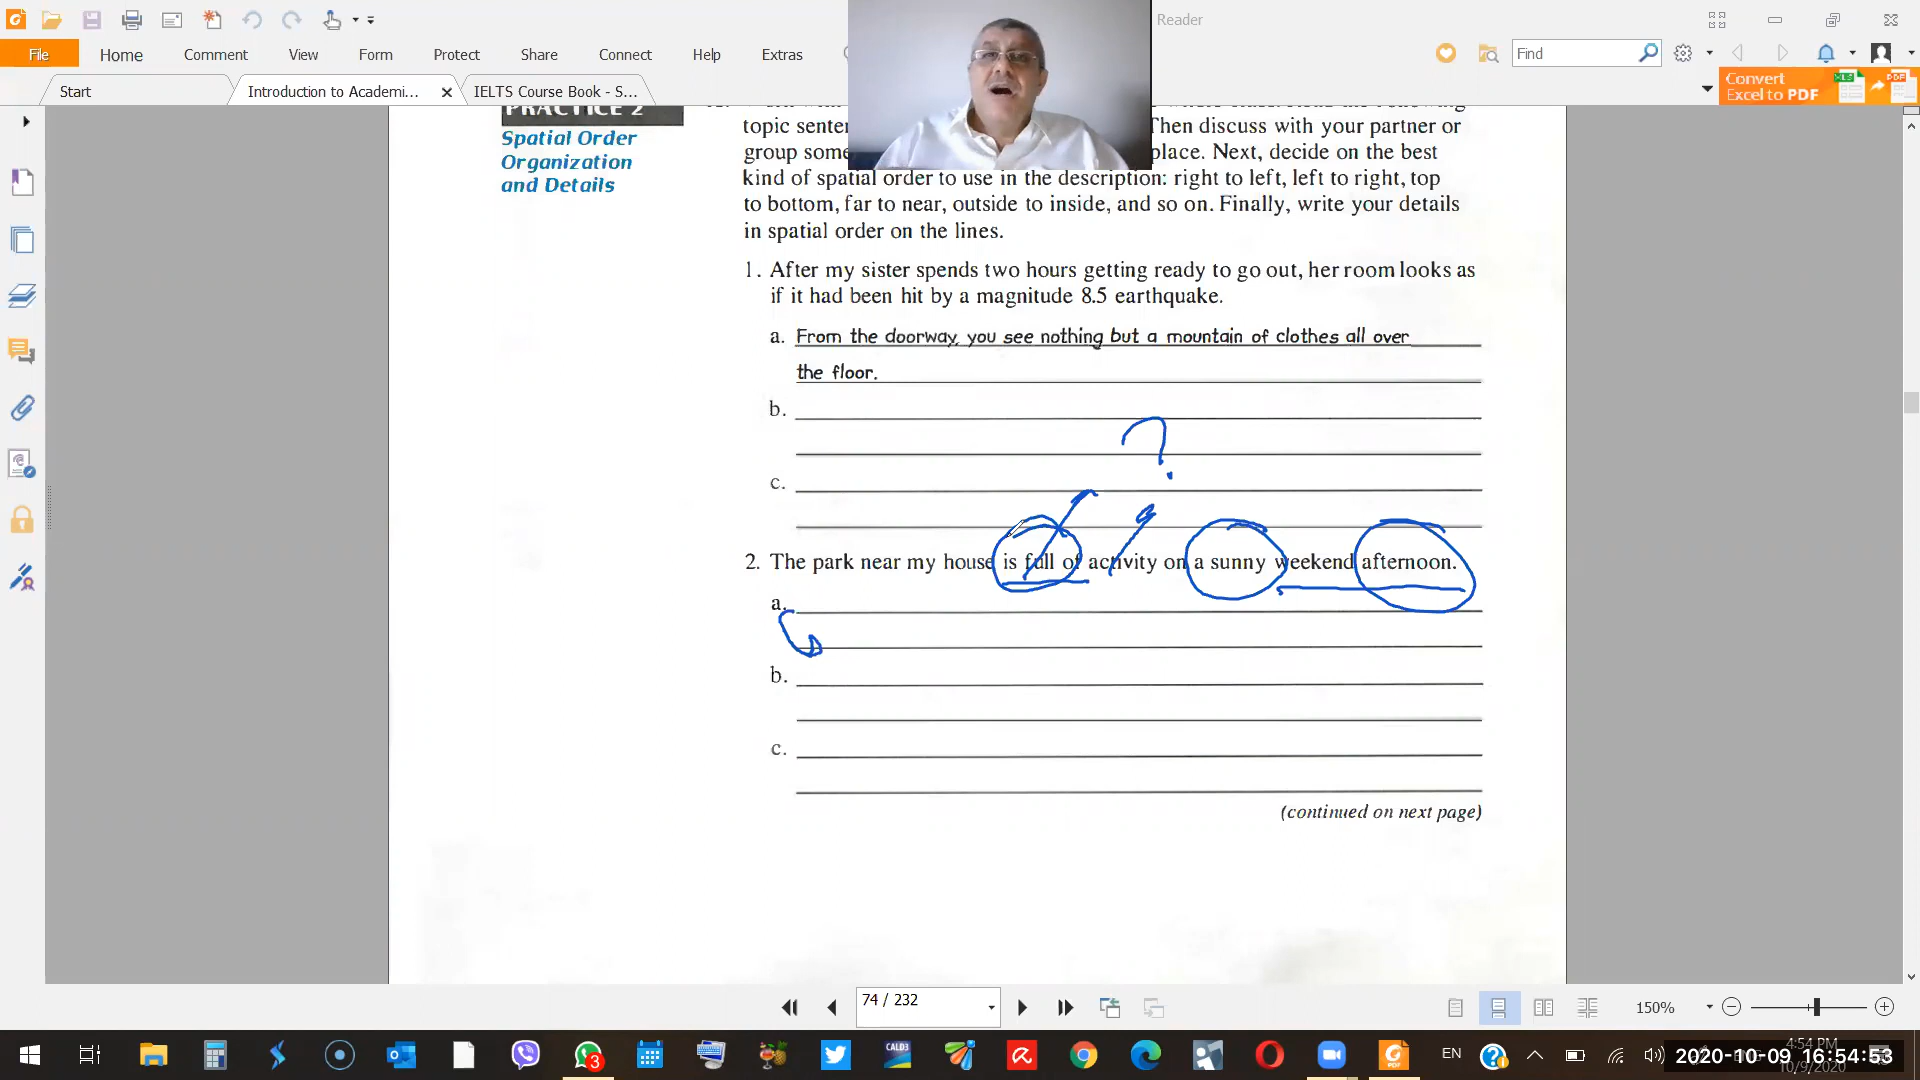 Reader
File Home Comment View Form Protect Share Connect Help Extras
Find
Start
Introduction to Academi...
IELTS Course Book - S...
Convert
Excel to PDF
PRACTICE 2
Spatial Order
Organization
and Details
topic senten Then discuss with your partner or
group some place. Next, decide on the best
kind of spatial order to use in the description: right to left, left to right, top
to bottom, far to near, outside to inside, and so on. Finally, write your details
in spatial order on the lines.
1. After my sister spends two hours getting ready to go out, her room looks as
if it had been hit by a magnitude 8.5 earthquake.
a. From the doorway, you see nothing but a mountain of clothes all over
the floor.
b.
?
c.
2. The park near my house is full of activity on a sunny weekend afternoon.
a.
b.
c.
(continued on next page)
74 / 232
150%
CALD3
3
EN
4:54 PM
2020-10-09 16:54:53
10/9/2020